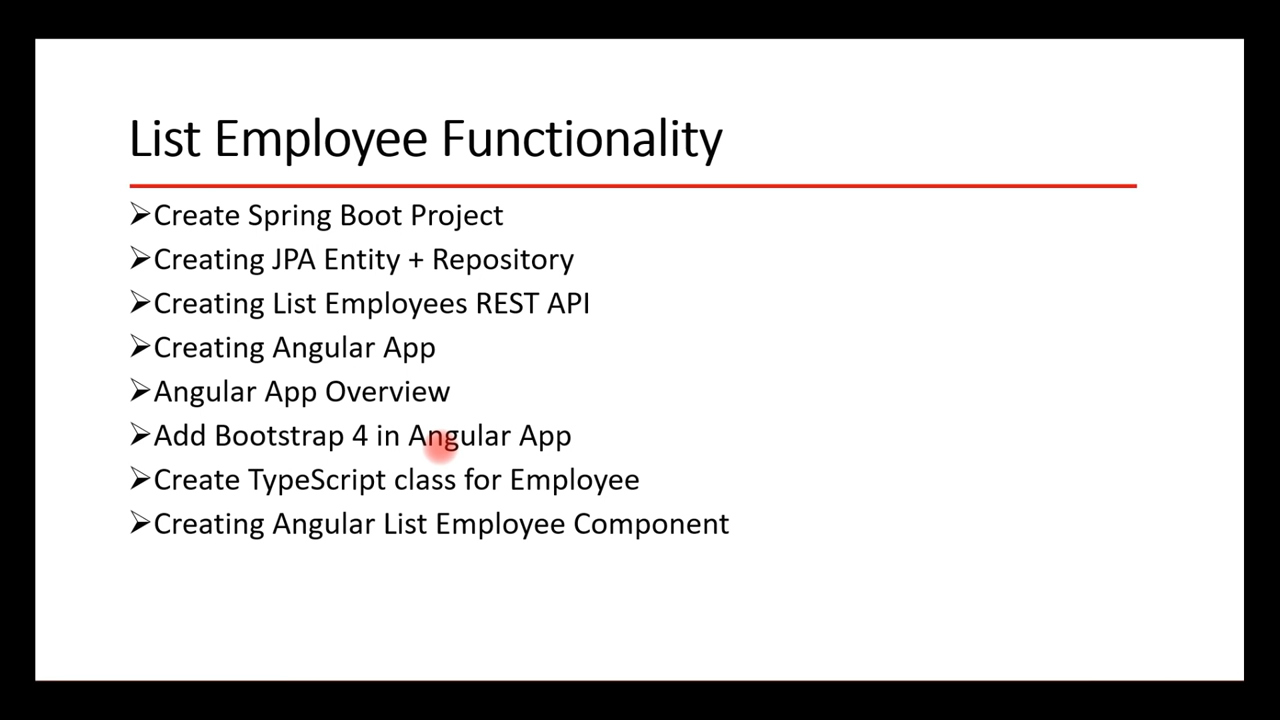 List Employee Functionality
➢Create Spring Boot Project
➢Creating JPA Entity + Repository
➢Creating List Employees REST API
➢Creating Angular App
➢Angular App Overview
➢Add Bootstrap 4 in Angular App
➢Create TypeScript class for Employee
➢Creating Angular List Employee Component